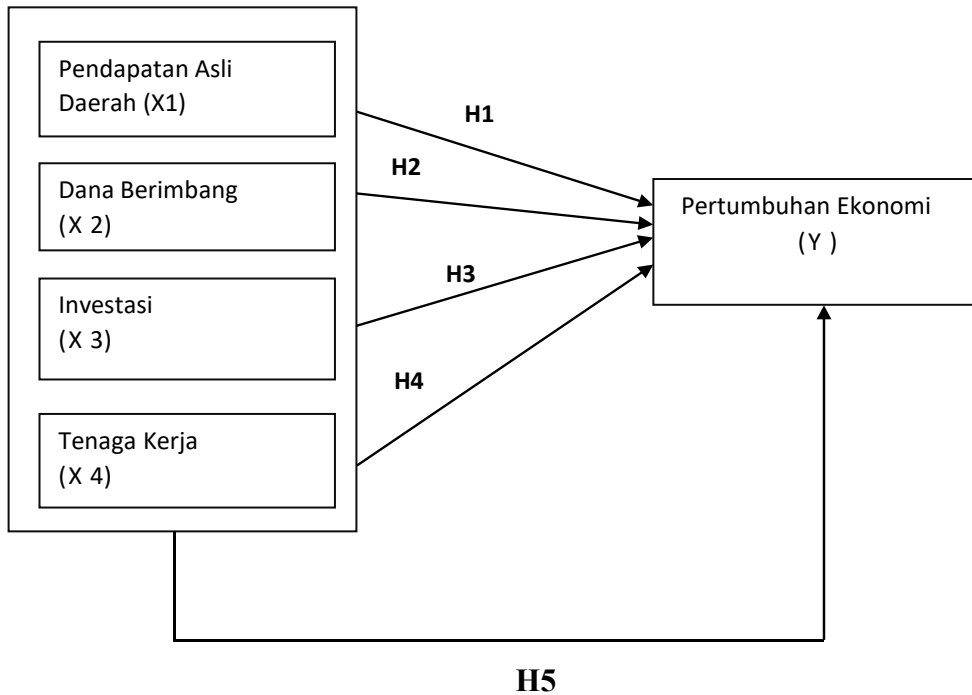 Pendapatan Asli
Daerah (X1)
H1
H2
Dana Berimbang
(X 2)
Pertumbuhan Ekonomi
(Y )
H3
Investasi
(X 3)
H4
Tenaga Kerja
(X 4)
H5